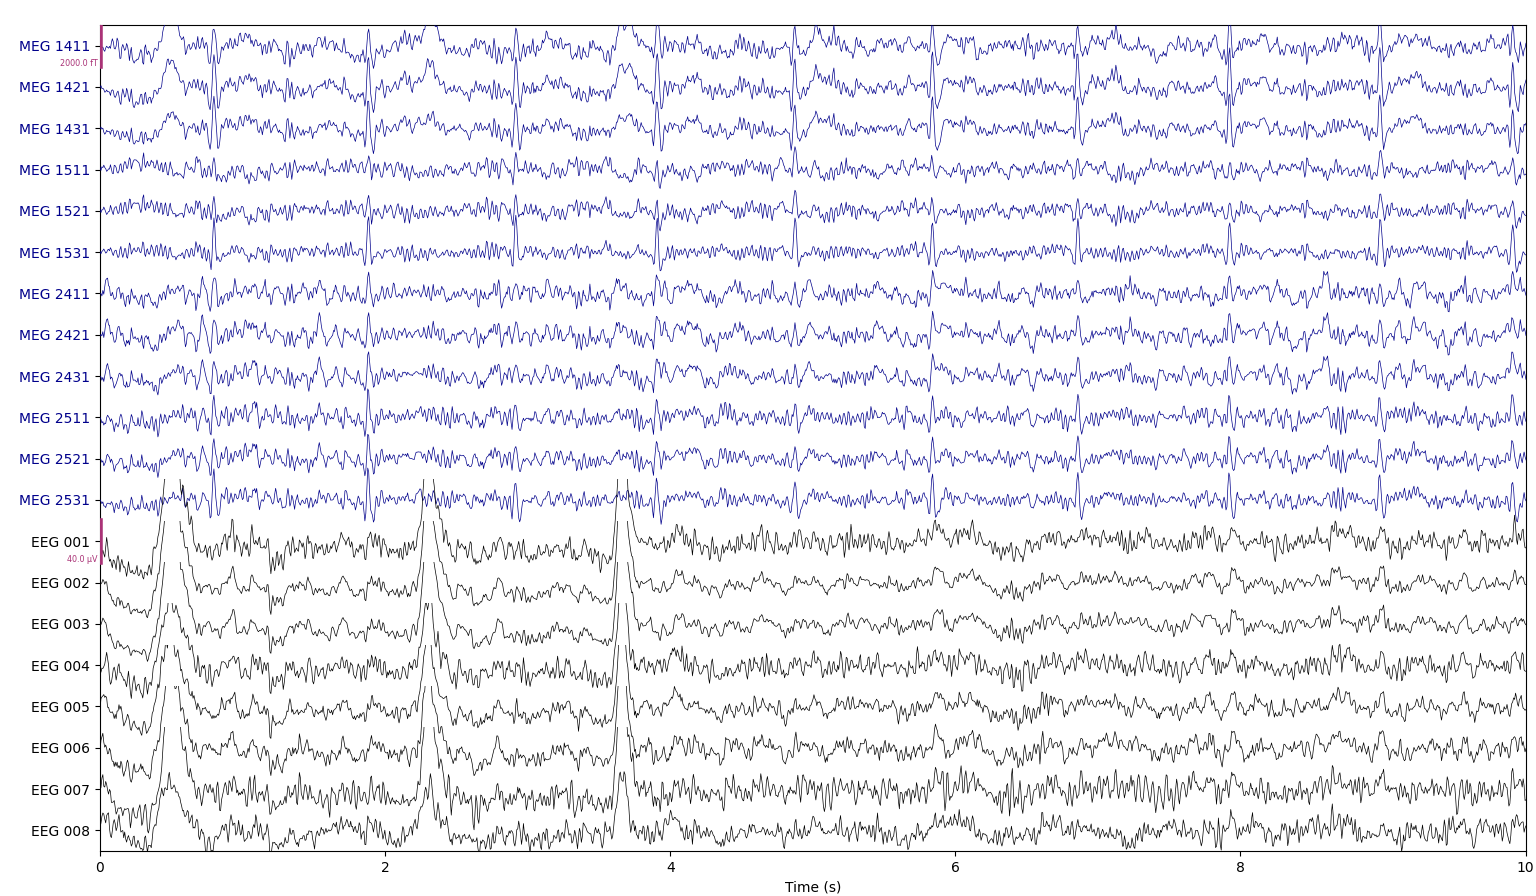 MEG 1411
2000.0 fT
MEG 1421
MEG 1431
MEG 1511
MEG 1521
MEG 1531
MEG 2411
MEG 2421
MEG 2431
MEG 2511
MEG 2521
MEG 2531
EEG 001
40.0 µV
EEG 002
EEG 003
EEG 004
EEG 005
EEG 006
EEG 007
EEG 008
0 2 4 6 8 10
Time (s)